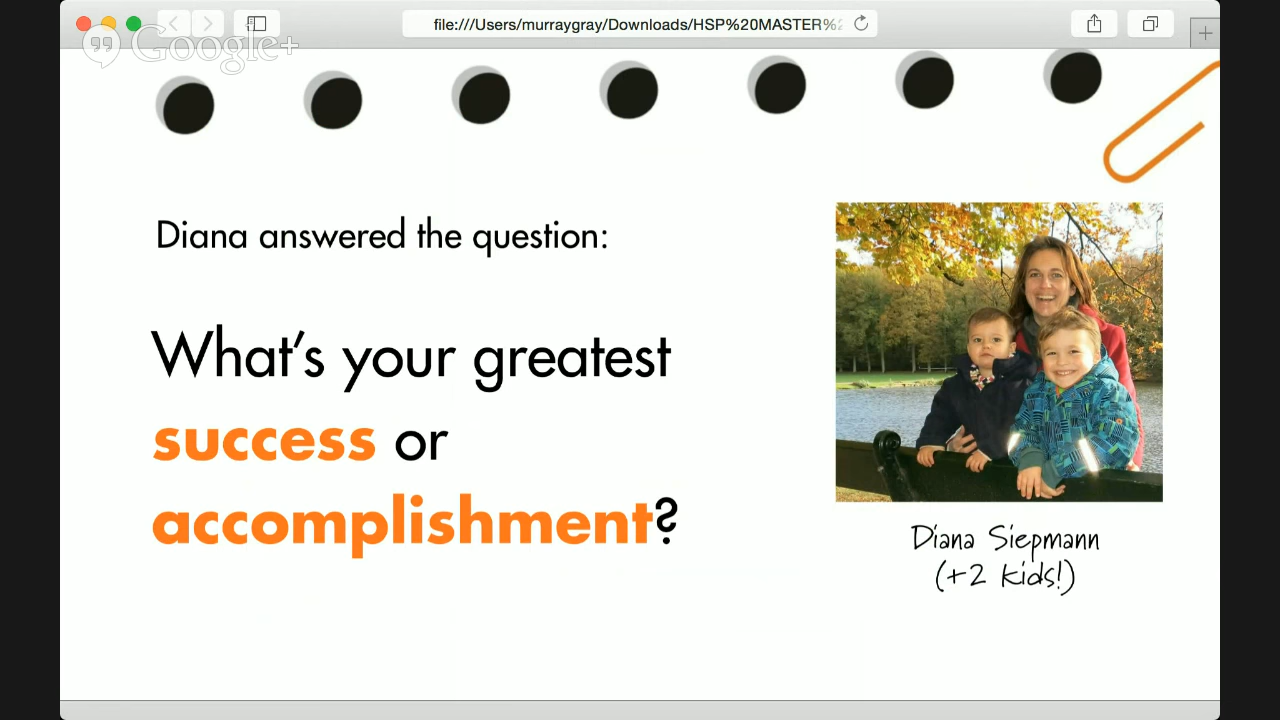 file:///Users/murraygray/Downloads/HSP%20MASTER%2
Google+
Diana answered the question:
What's your greatest
success or
accomplishment?
Diana Siepmann
(+2 kids!)